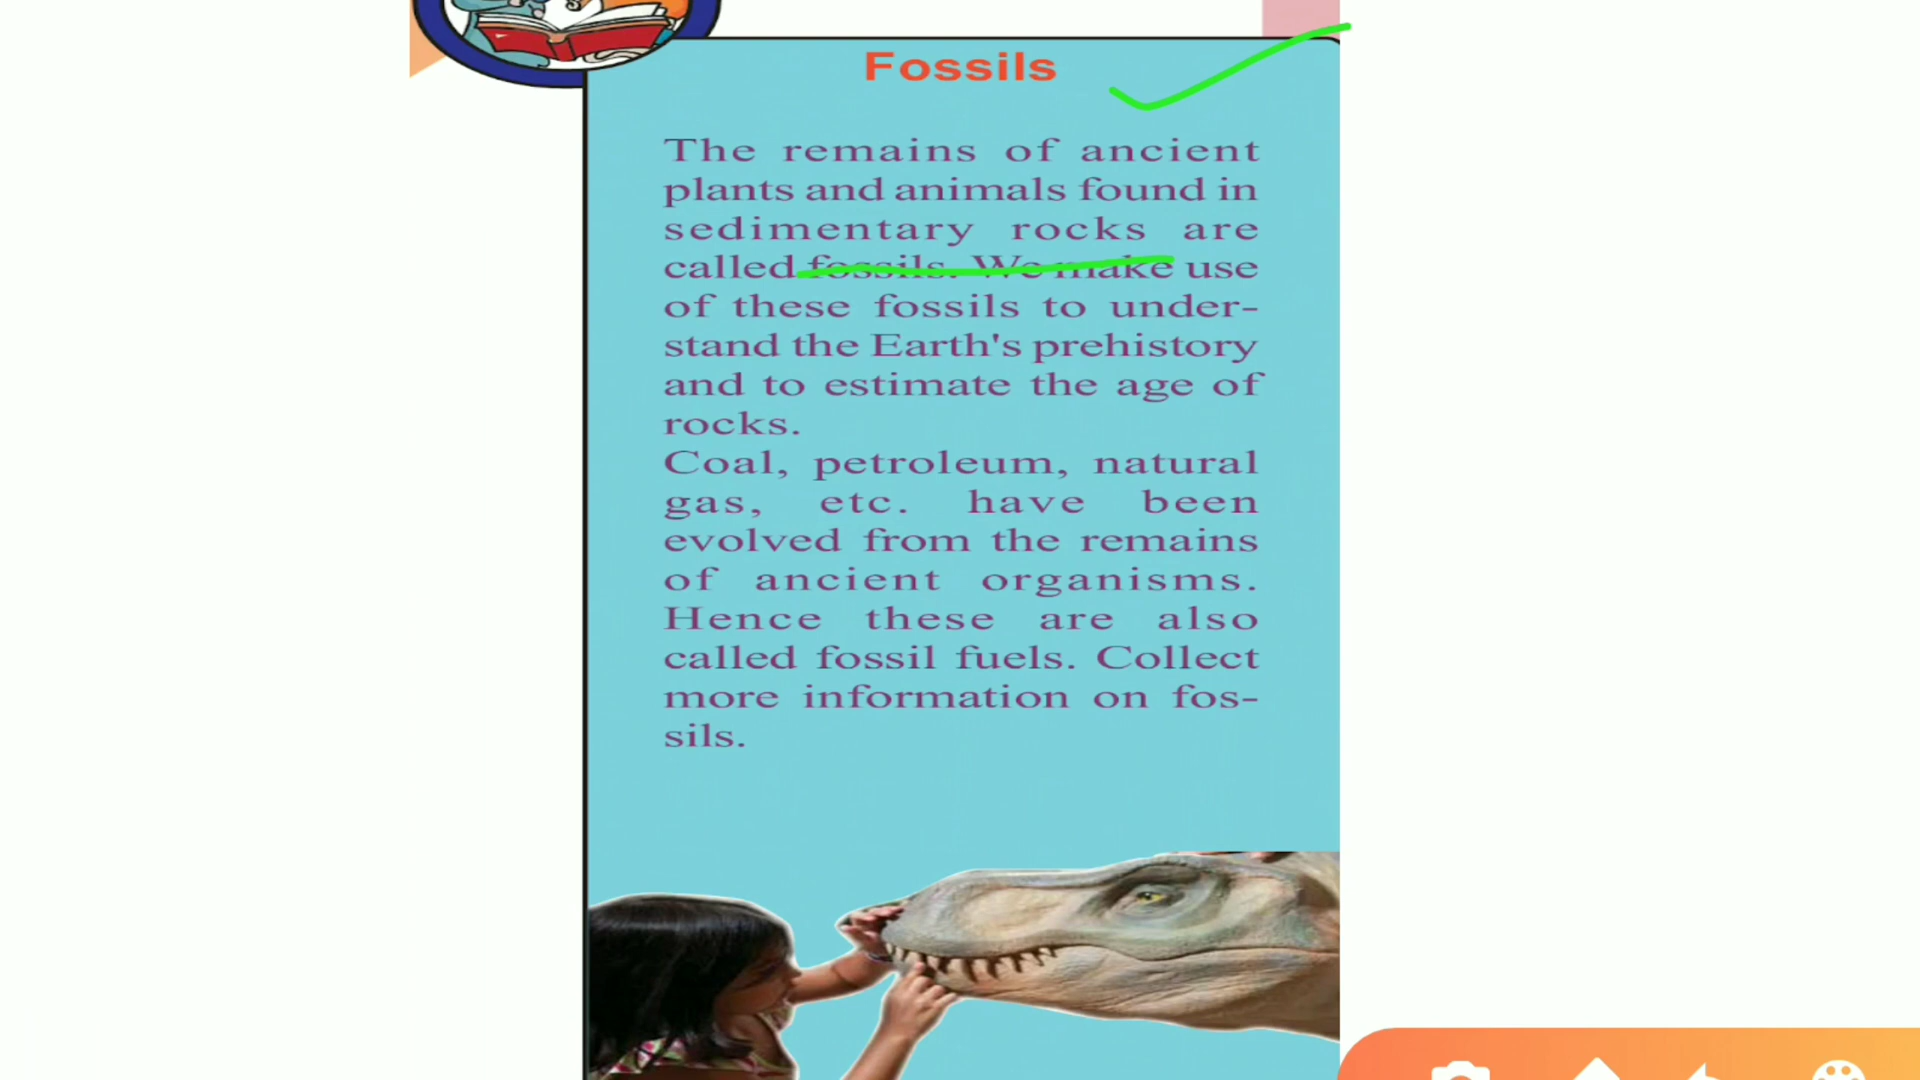 Fossils
The remains of ancient
plants and animals found in
sedimentary rocks are
called fossils. We make use
of these fossils to under-
stand the Earth's prehistory
and to estimate the age of
rocks.
Coal, petroleum, natural
gas, etc. have been
evolved from the remains
of ancient organisms.
Hence these are also
called fossil fuels. Collect
more information on fos-
sils.